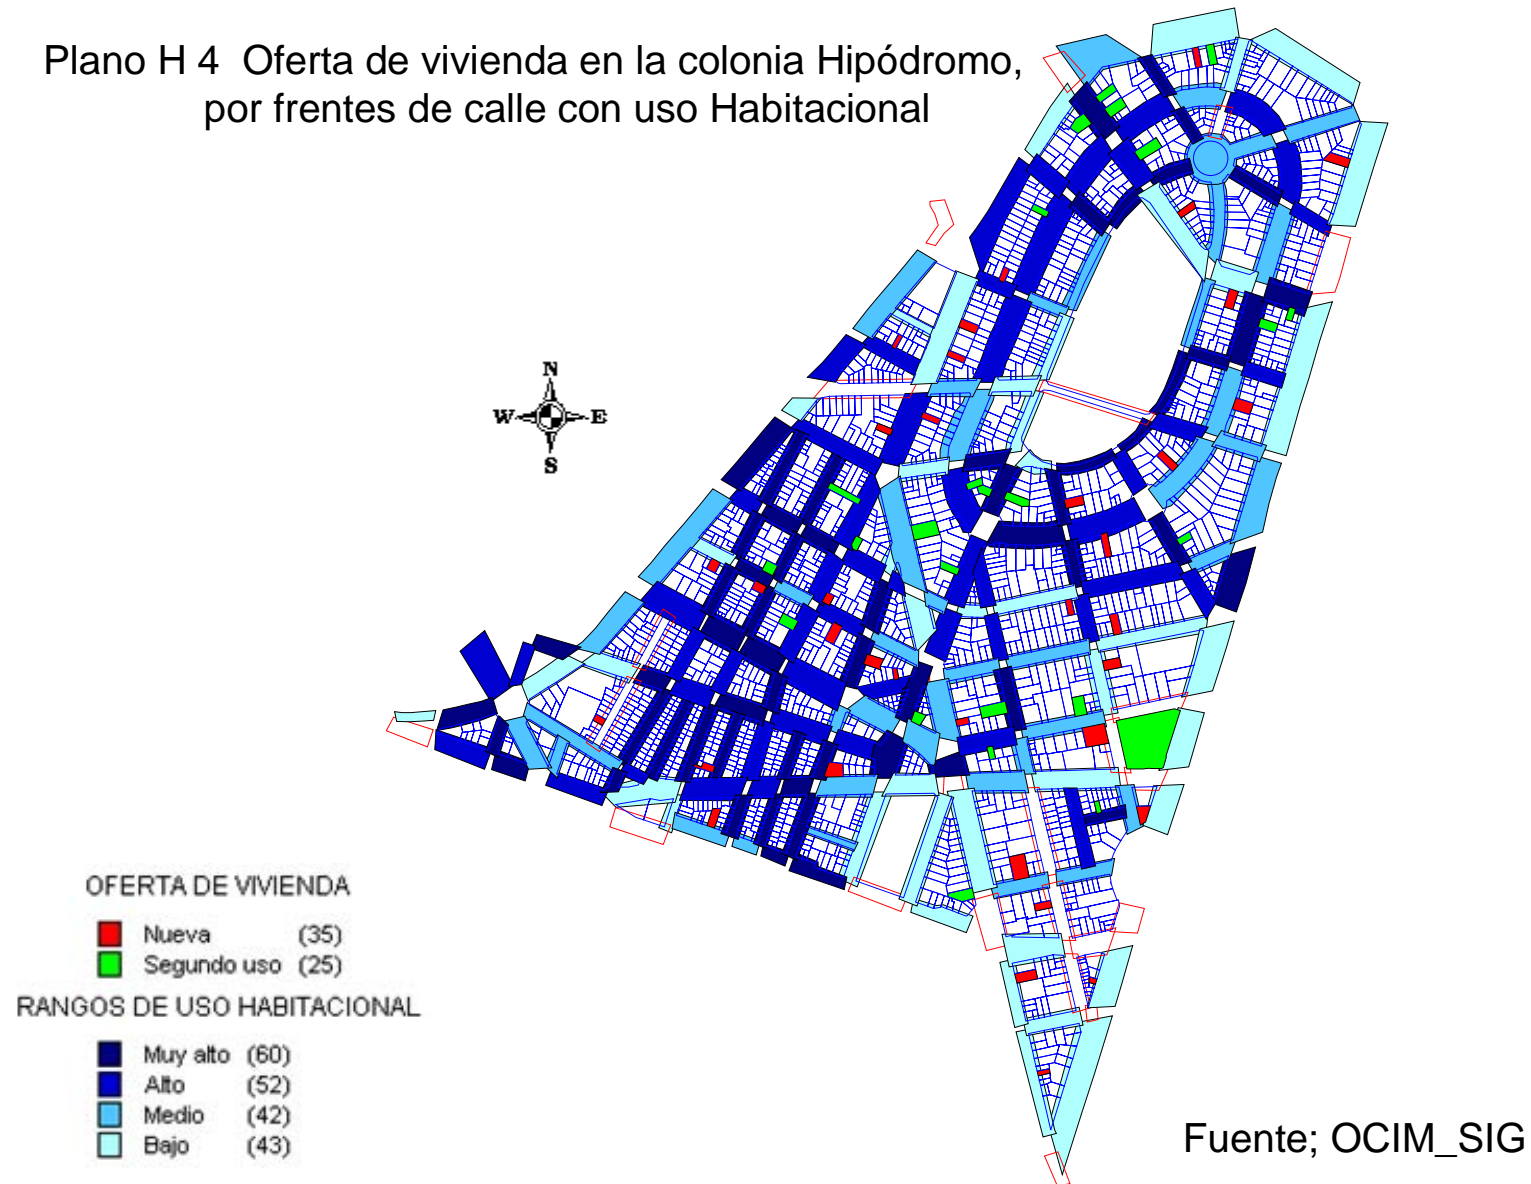 Plano H 4  Oferta de vivienda en la colonia Hipódromo,
por frentes de calle con uso Habitacional
N
W E
S
OFERTA DE VIVIENDA
Nueva (35)
Segundo uso (25)
RANGOS DE USO HABITACIONAL
Muy alto (60)
Alto (52)
Medio (42)
Bajo (43)
Fuente; OCIM_SIG